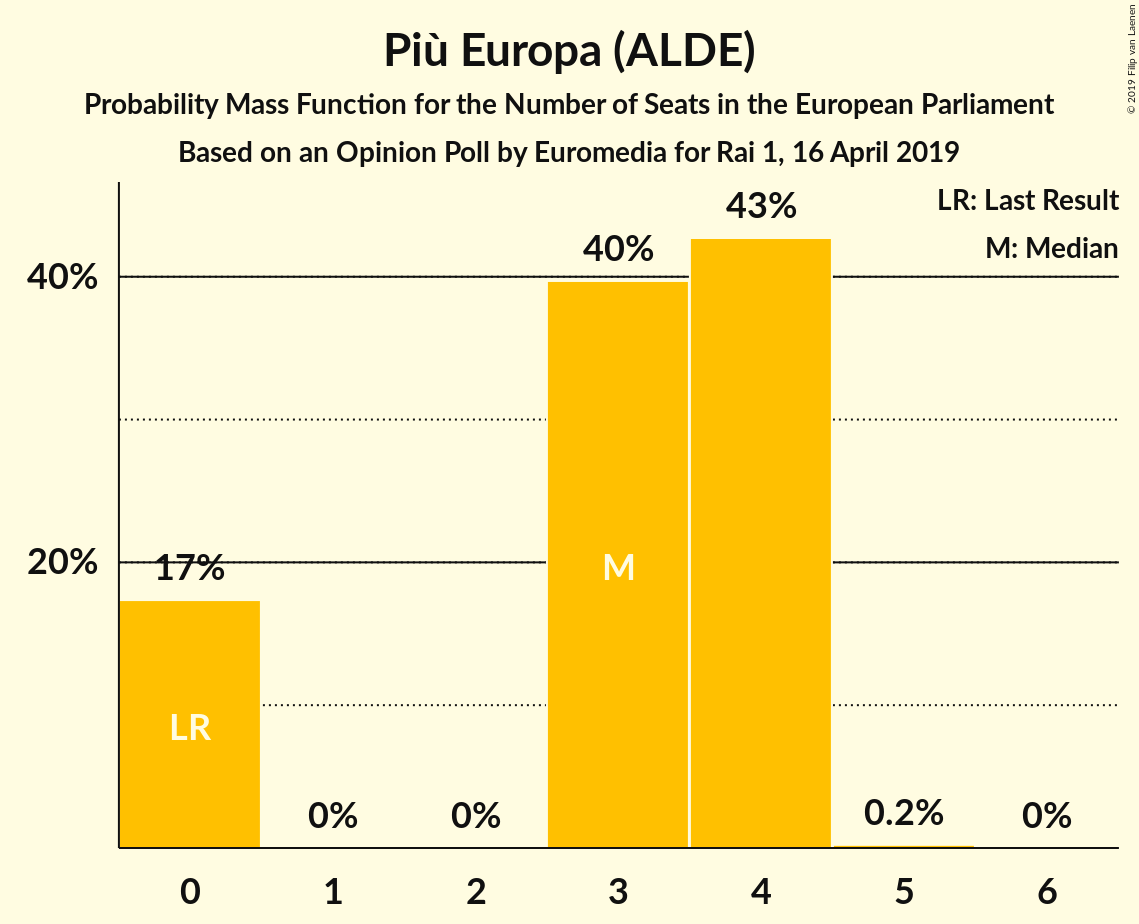 Più Europa (ALDE)
Probability Mass Function for the Number of Seats in the European Parliament
Based on an Opinion Poll by Euromedia for Rai 1, 16 April 2019
© 2019 Filip van Laenen
LR: Last Result
M: Median
43%
40%
40%
20%
17%
M
LR
0%
0%
0.2%
0%
0 1 2 3 4 5 6